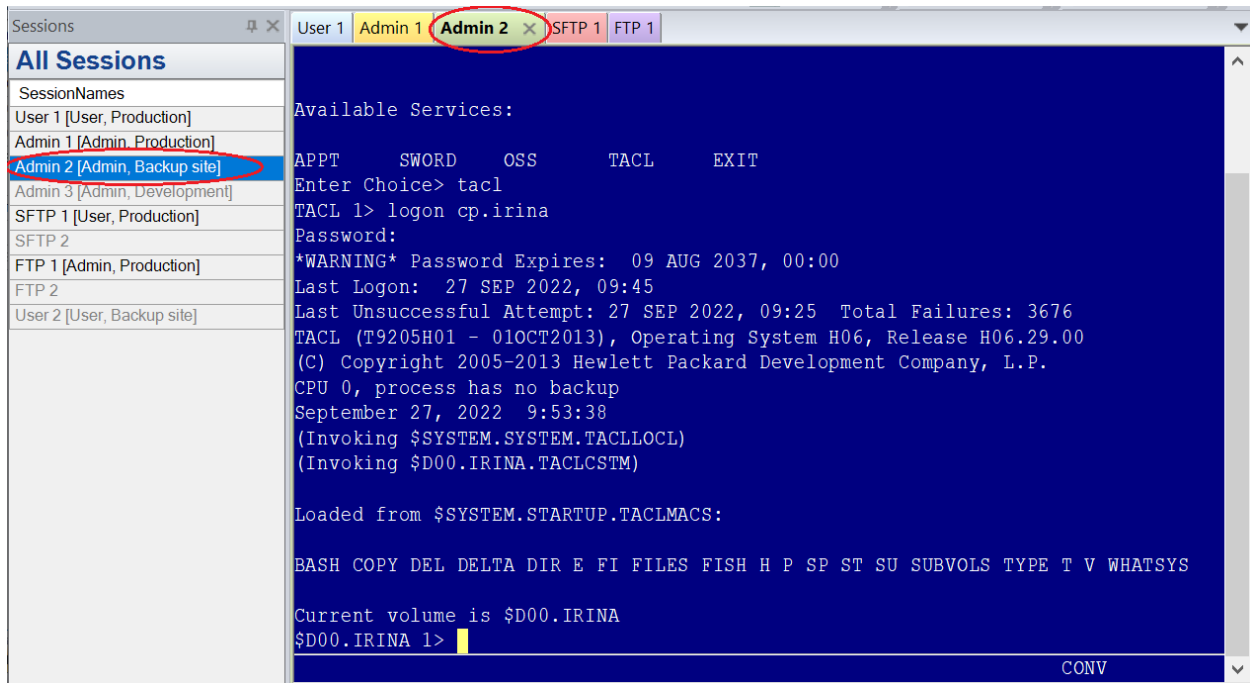 Sessions
All Sessions
SessionNames
User 1 [User, Production]
Admin 1 [Admin, Production]
Admin 2 [Admin, Backup site]
Admin 3 [Admin, Development]
SFTP 1 [User, Production]
SFTP 2
FTP 1 [Admin, Production]
FTP 2
User 2 [User, Backup site]
User 1 Admin 1 Admin 2 SFTP 1 FTP 1
Available Services:
APPT SWORD OSS TACL EXIT
Enter Choice> tacl
TACL 1> logon cp.irina
Password:
*WARNING* Password Expires: 09 AUG 2037, 00:00
Last Logon: 27 SEP 2022, 09:45
Last Unsuccessful Attempt: 27 SEP 2022, 09:25 Total Failures: 3676
TACL (T9205H01 - 01OCT2013), Operating System H06, Release H06.29.00
(C) Copyright 2005-2013 Hewlett Packard Development Company, L.P.
CPU 0, process has no backup
September 27, 2022 9:53:38
(Invoking $SYSTEM.SYSTEM.TACLLOCL)
(Invoking $D00.IRINA.TACLCSTM)
Loaded from $SYSTEM.STARTUP.TACLMACS:
BASH COPY DEL DELTA DIR E FI FILES FISH H P SP ST SU SUBVOLS TYPE T V WHATSYS
Current volume is $D00.IRINA
$D00.IRINA 1>
CONV